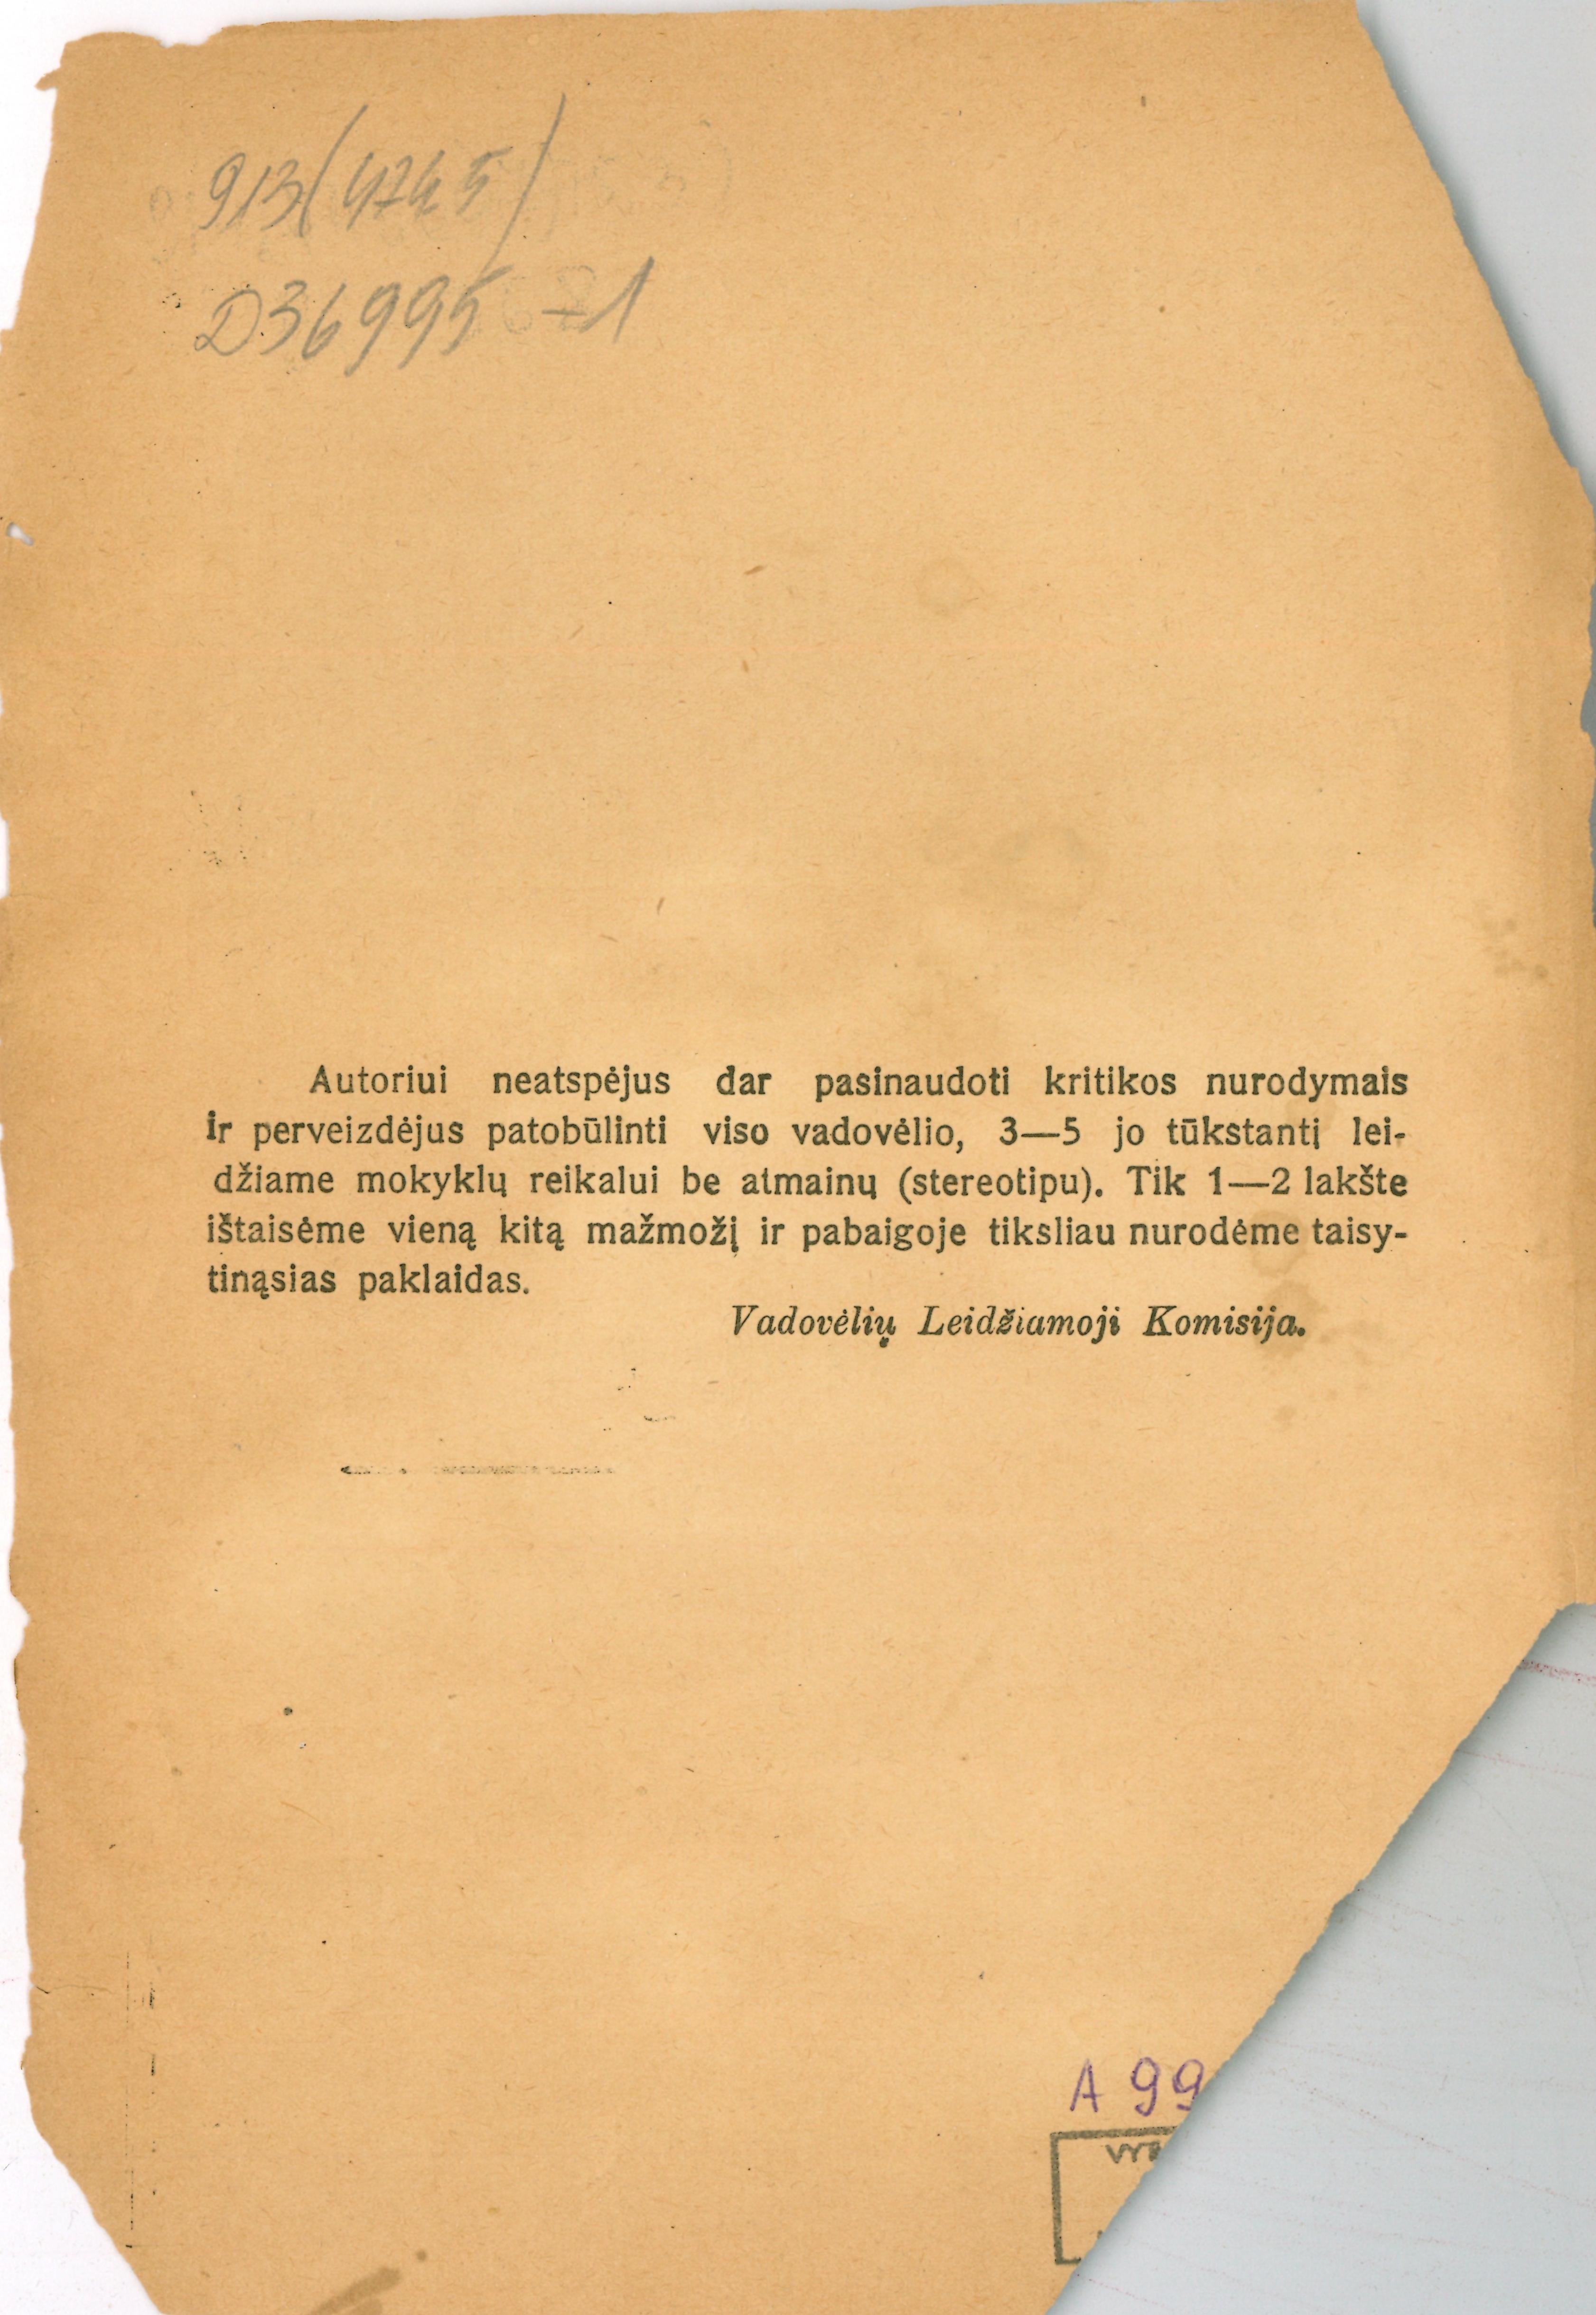 913(4745)
D36995-1
Autoriui neatspėjus dar pasinaudoti kritikos nurodymais
ir perveizdėjus patobūlinti viso vadovėlio, 3—5 jo tūkstantį lei-
džiame mokyklų reikalui be atmainų (stereotipu). Tik 1—2 lakšte
ištaisėme vieną kitą mažmožį ir pabaigoje tiksliau nurodėme taisy-
tinąsias paklaidas.
Vadovėlių Leidžiamoji Komisija.
A 99